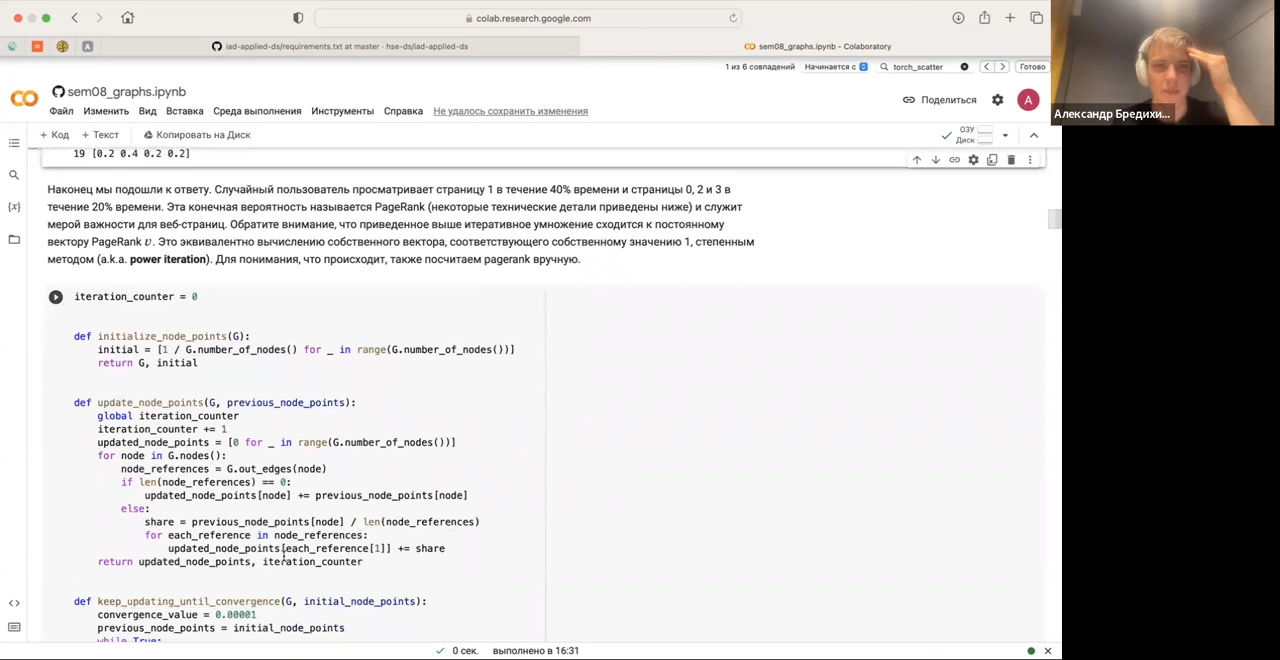 colab.research.google.com
iad-applied-ds/requirements.txt at master · hse-ds/iad-applied-ds
sem08_graphs.ipynb - Colaboratory
1 из 6 совпадений
Начинается с
torch_scatter
Готово
sem08_graphs.ipynb
Файл Изменить Вид Вставка Среда выполнения Инструменты Справка Не удалось сохранить изменения
Поделиться
A
Александр Бредихи...
+ Код + Текст Копировать на Диск
ОЗУ
Диск
19 [0.2 0.4 0.2 0.2]
Наконец мы подошли к ответу. Случайный пользователь просматривает страницу 1 в течение 40% времени и страницы 0, 2 и 3 в
течение 20% времени. Эта конечная вероятность называется PageRank (некоторые технические детали приведены ниже) и служит
мерой важности для веб-страниц. Обратите внимание, что приведенное выше итеративное умножение сходится к постоянному
вектору PageRank v. Это эквивалентно вычислению собственного вектора, соответствующего собственному значению 1, степенным
методом (a.k.a. power iteration). Для понимания, что происходит, также посчитаем pagerank вручную.
iteration_counter = 0
def initialize_node_points(G):
initial = [1 / G.number_of_nodes() for _ in range(G.number_of_nodes())]
return G, initial
def update_node_points(G, previous_node_points):
global iteration_counter
iteration_counter += 1
updated_node_points = [0 for _ in range(G.number_of_nodes())]
for node in G.nodes():
node_references = G.out_edges(node)
if len(node_references) == 0:
updated_node_points[node] += previous_node_points[node]
else:
share = previous_node_points[node] / len(node_references)
for each_reference in node_references:
updated_node_points[each_reference[1]] += share
return updated_node_points, iteration_counter
def keep_updating_until_convergence(G, initial_node_points):
convergence_value = 0.00001
previous_node_points = initial_node_points
while True:
0 сек. выполнено в 16:31